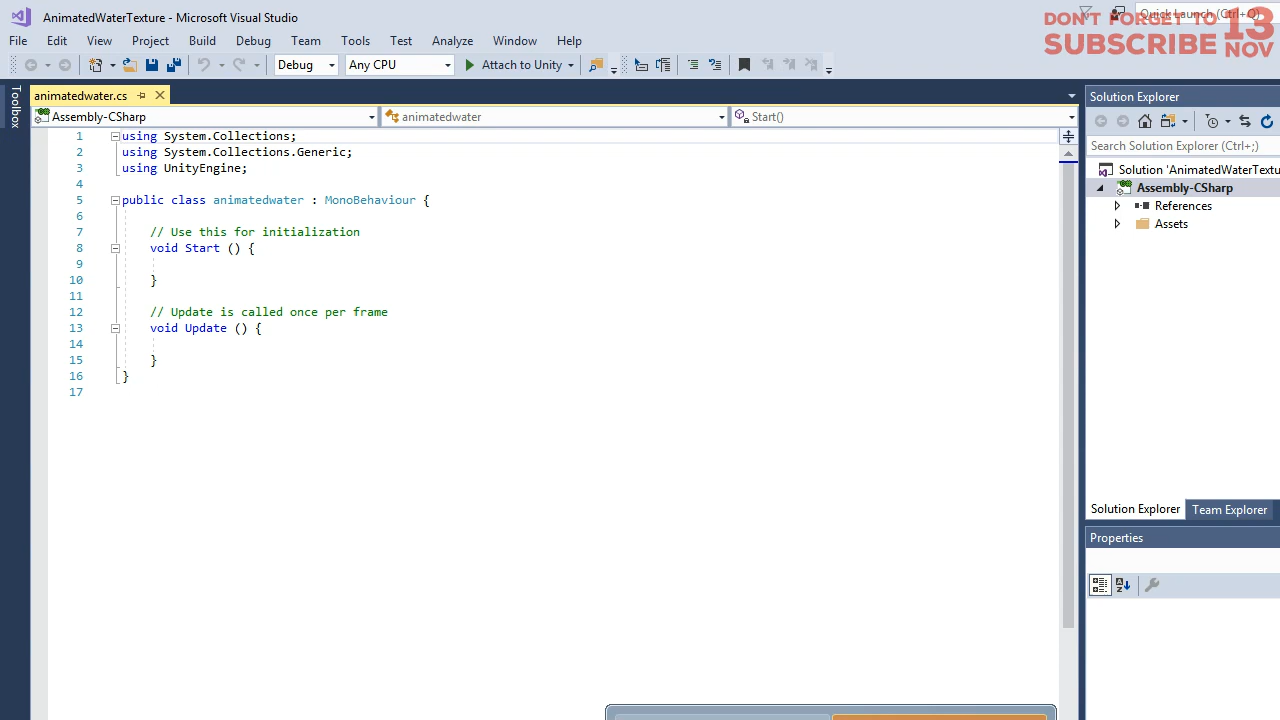 AnimatedWaterTexture - Microsoft Visual Studio
Quick Launch (Ctrl+Q)
DON'T FORGET TO
SUBSCRIBE
13
NOV
File Edit View Project Build Debug Team Tools Test Analyze Window Help
Debug Any CPU Attach to Unity
Toolbox
animatedwater.cs
Assembly-CSharp animatedwater Start()
1 using System.Collections;
2 using System.Collections.Generic;
3 using UnityEngine;
4
5 public class animatedwater : MonoBehaviour {
6
7 // Use this for initialization
8 void Start () {
9
10 }
11
12 // Update is called once per frame
13 void Update () {
14
15 }
16 }
17
Solution Explorer
Search Solution Explorer (Ctrl+;)
Solution 'AnimatedWaterTextu
Assembly-CSharp
References
Assets
Solution Explorer Team Explorer
Properties